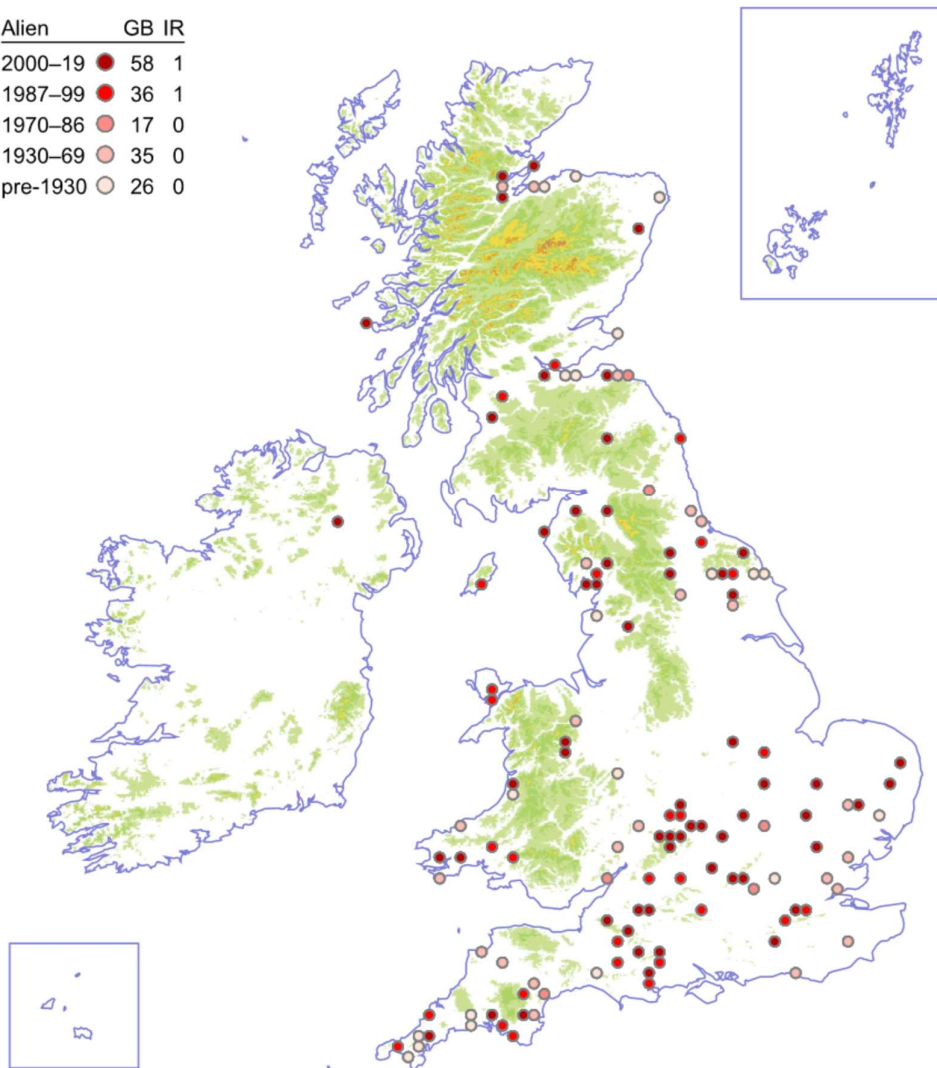 Alien GB IR
2000–19 58 1
1987–99 36 1
1970–86 17 0
1930–69 35 0
pre-1930 26 0